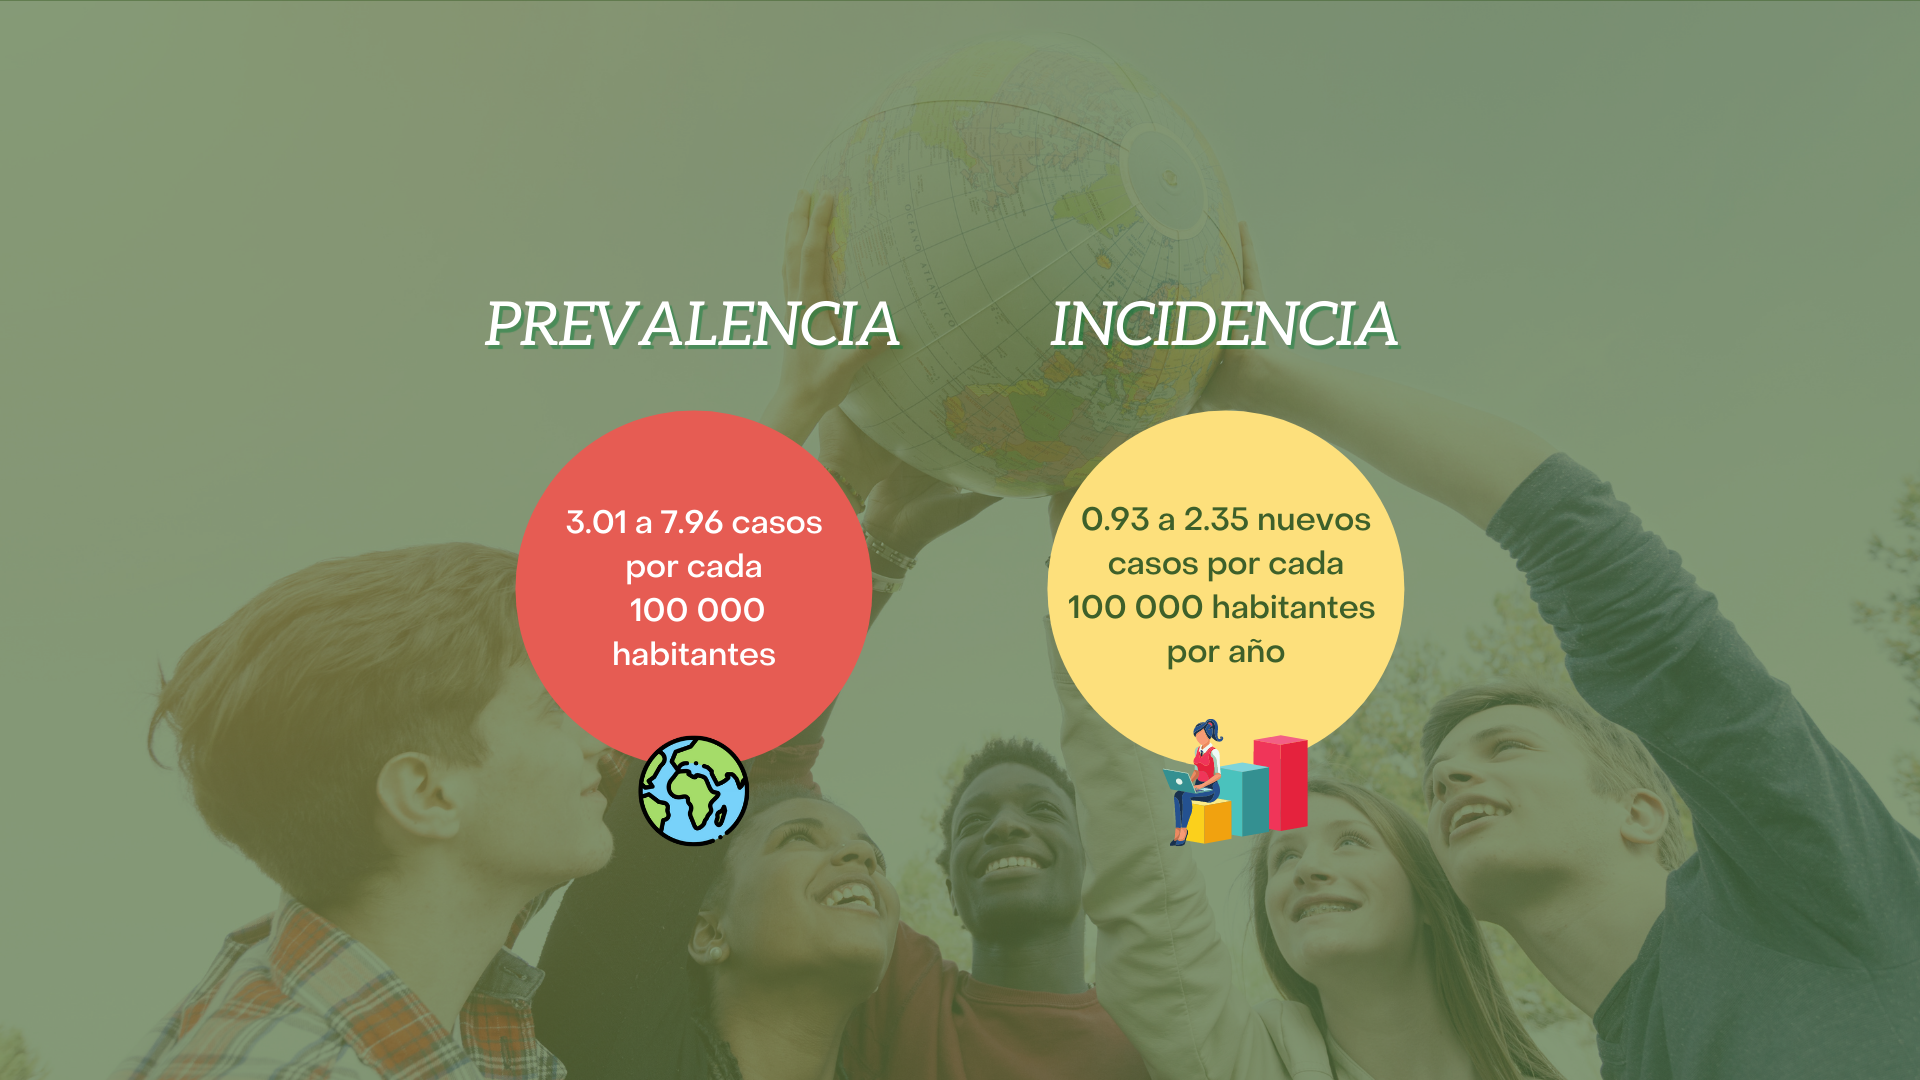 PREVALENCIA
INCIDENCIA
3.01 a 7.96 casos
por cada
100 000
habitantes
0.93 a 2.35 nuevos
casos por cada
100 000 habitantes
por año